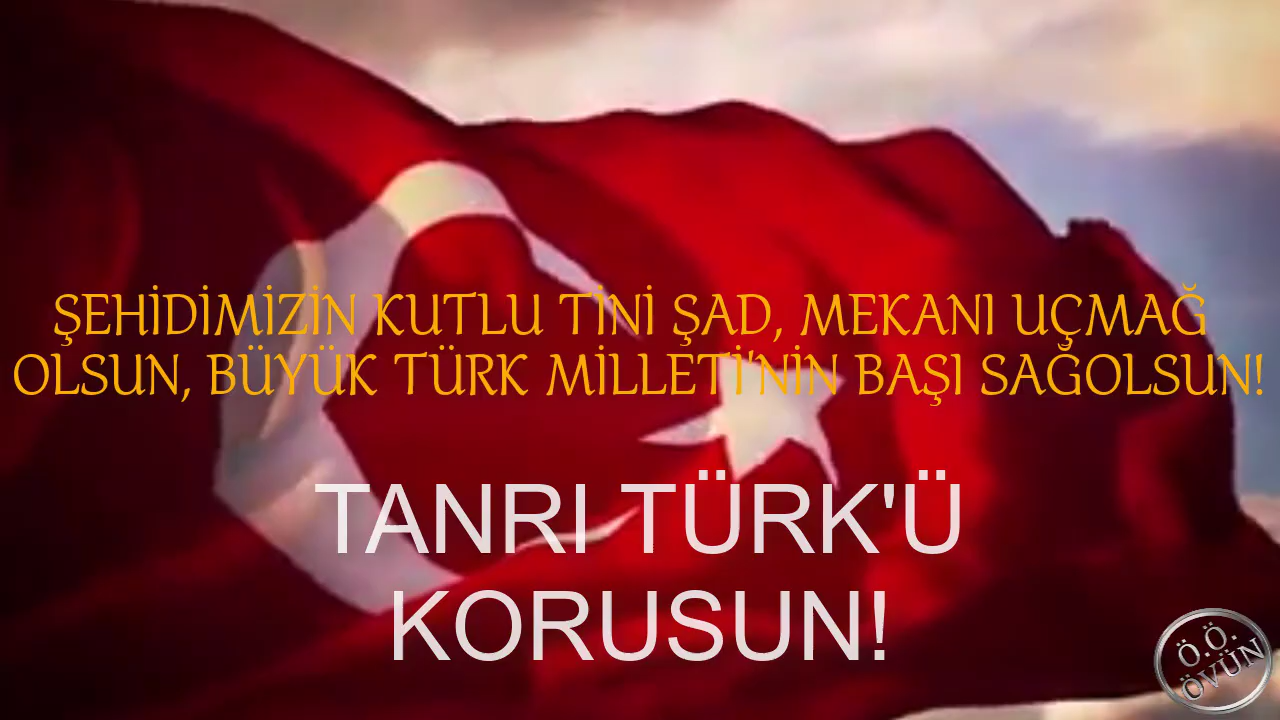 ŞEHİDİMİZİN KUTLU TİNİ ŞAD, MEKANI UÇMAĞ
OLSUN, BÜYÜK TÜRK MİLLETİ'NİN BAŞI SAĞOLSUN!
TANRI TÜRK'Ü
KORUSUN!
Ö.Ö.
ÖVÜN